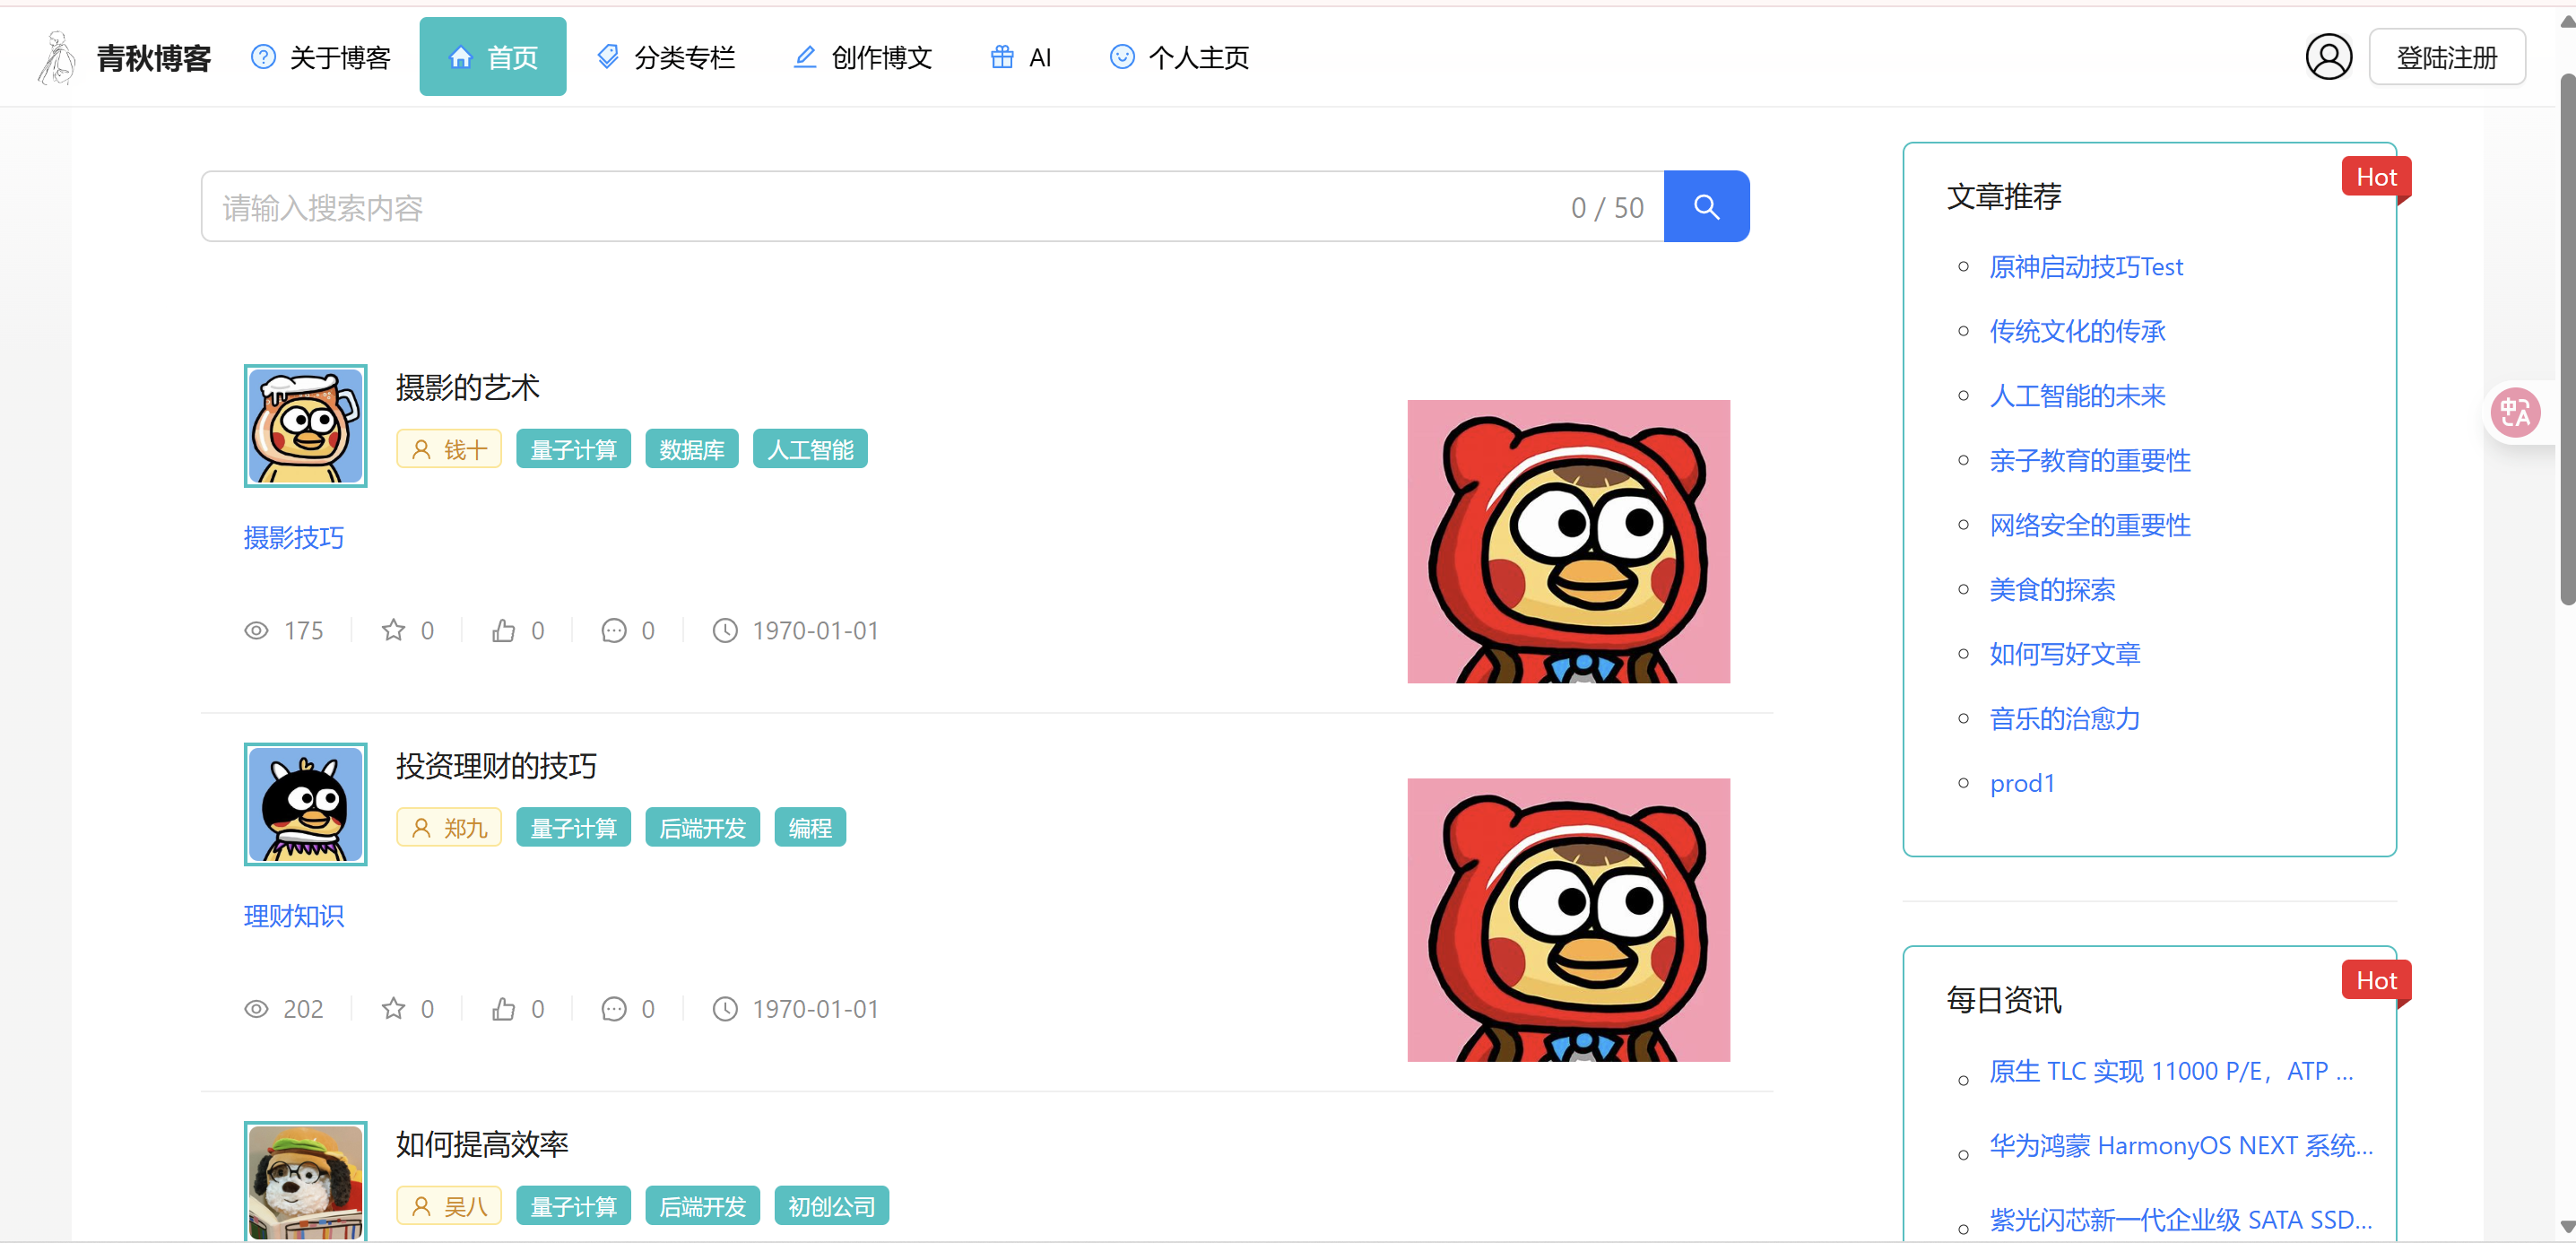 青秋博客
关于博客
首页
分类专栏
创作博文
AI
个人主页
登陆注册
请输入搜索内容
0 / 50
摄影的艺术
钱十 量子计算 数据库 人工智能
摄影技巧
175 0 0 0 1970-01-01
投资理财的技巧
郑九 量子计算 后端开发 编程
理财知识
202 0 0 0 1970-01-01
如何提高效率
吴八 量子计算 后端开发 初创公司
Hot
文章推荐
原神启动技巧Test
传统文化的传承
人工智能的未来
亲子教育的重要性
网络安全的重要性
美食的探索
如何写好文章
音乐的治愈力
prod1
Hot
每日资讯
原生 TLC 实现 11000 P/E，ATP ...
华为鸿蒙 HarmonyOS NEXT 系统...
紫光闪芯新一代企业级 SATA SSD...
中A